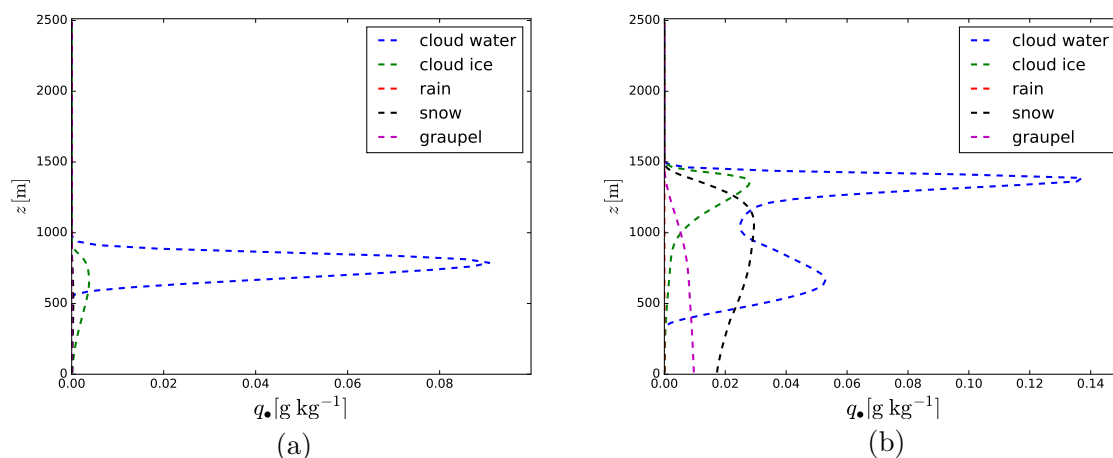 2500
2000
1500
1000
500
0
z [m]
cloud water
cloud ice
rain
snow
graupel
0.00 0.02 0.04 0.06 0.08
q• [g kg⁻¹]
(a)
2500
2000
1500
1000
500
0
z [m]
cloud water
cloud ice
rain
snow
graupel
0.00 0.02 0.04 0.06 0.08 0.10 0.12 0.14
q• [g kg⁻¹]
(b)